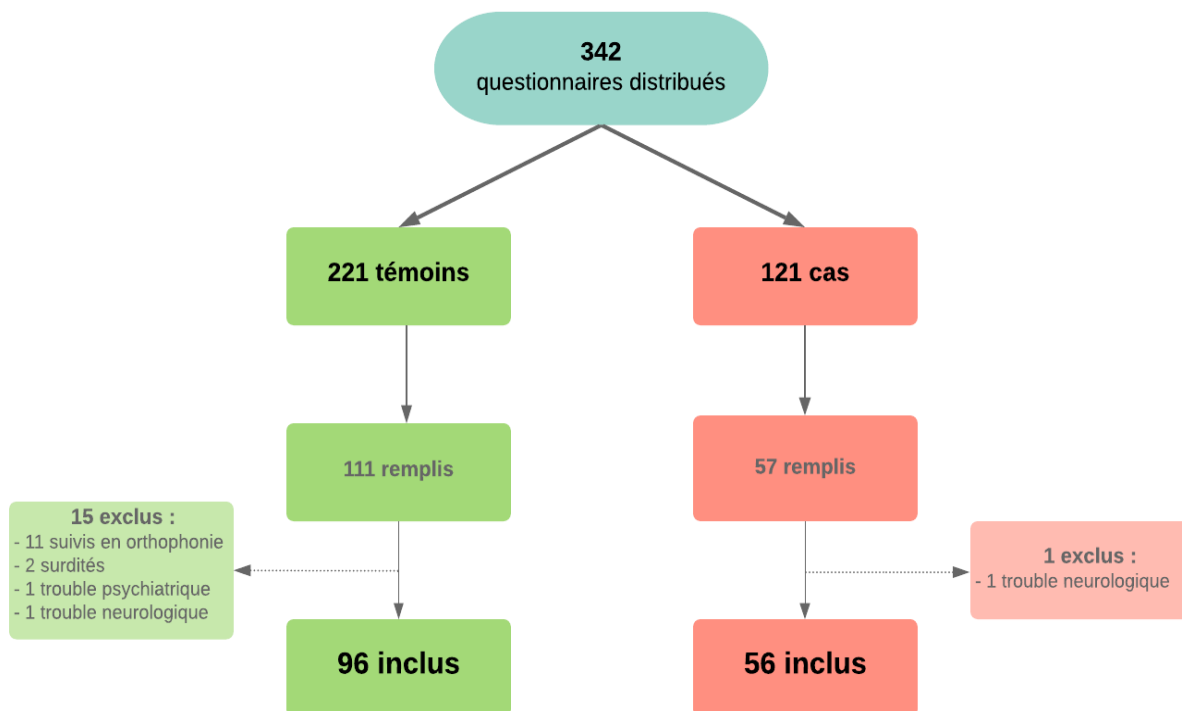 342
questionnaires distribués
221 témoins
121 cas
111 remplis
57 remplis
15 exclus :
- 11 suivis en orthophonie
- 2 surdités
- 1 trouble psychiatrique
- 1 trouble neurologique
1 exclus :
- 1 trouble neurologique
96 inclus
56 inclus